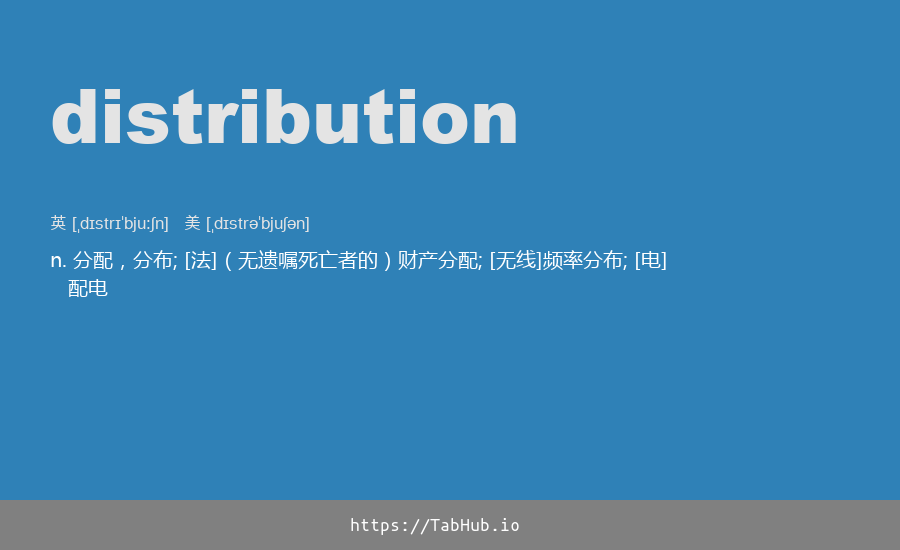 distribution
英 [ˌdɪstrɪˈbjuːʃn] 美 [ˌdɪstrəˈbjuʃən]
n. 分配，分布; [法]（无遗嘱死亡者的）财产分配; [无线]频率分布; [电]
配电
https://TabHub.io